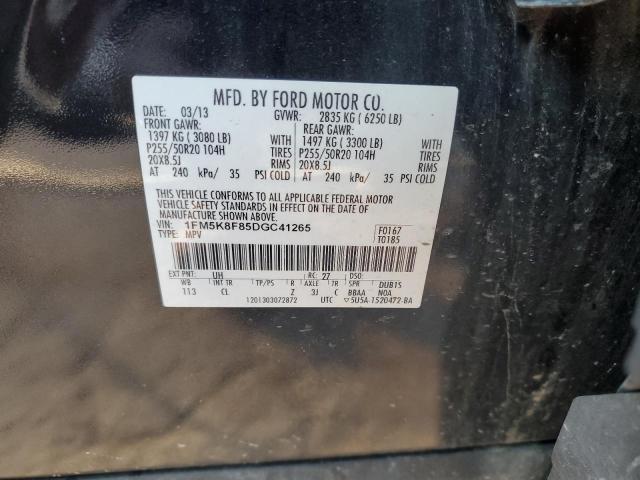 MFD. BY FORD MOTOR CO.
DATE: 03/13 GVWR: 2835 KG ( 6250 LB)
FRONT GAWR: REAR GAWR:
1397 KG ( 3080 LB) WITH 1497 KG ( 3300 LB) WITH
P255/50R20 104H TIRES P255/50R20 104H TIRES
20X8.5J RIMS 20X8.5J RIMS
AT 240 kPa/ 35 PSI COLD AT 240 kPa/ 35 PSI COLD
THIS VEHICLE CONFORMS TO ALL APPLICABLE FEDERAL MOTOR
VEHICLE SAFETY STANDARDS IN EFFECT ON THE DATE OF
MANUFACTURE SHOWN ABOVE.
VIN: 1FM5K8F85DGC41265 F0167
TYPE: MPV T0185
EXT PNT: UH RC: 27 DSO:
WB INT TR TP/PS R AXLE TR SPR DUB1S
113 CL Z 3J C BBAA N0A
1201303072872 UTC ▽5U5A-1520472-BA